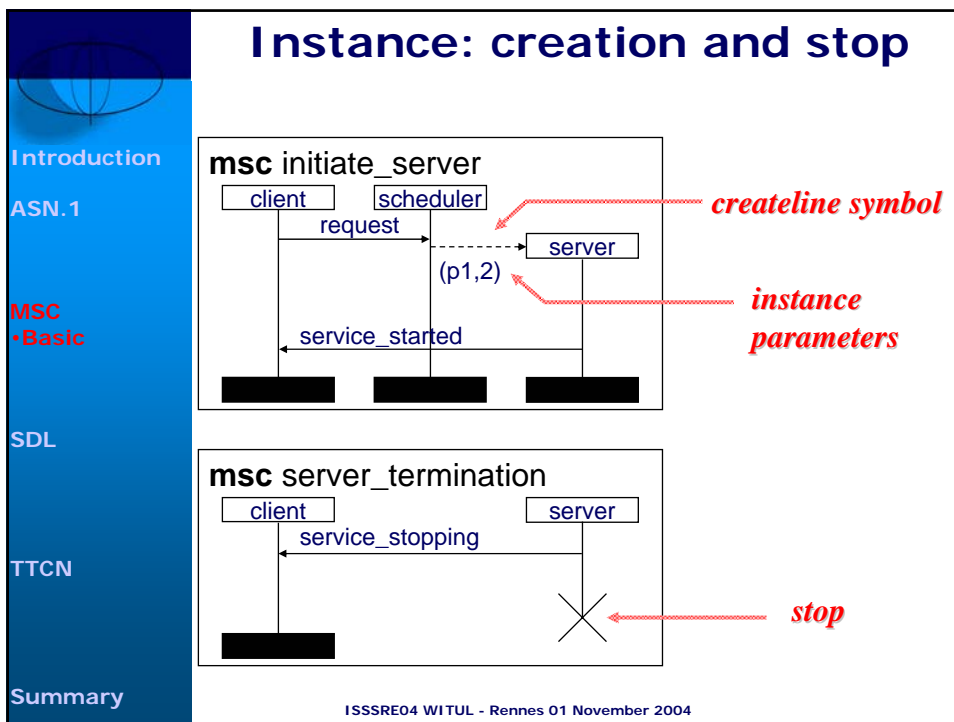 Instance: creation and stop
Introduction
ASN.1
MSC
•Basic
SDL
TTCN
Summary
msc initiate_server
client
scheduler
request
server
(p1,2)
service_started
createline symbol
instance
parameters
msc server_termination
client
server
service_stopping
stop
ISSSRE04 WITUL - Rennes 01 November 2004